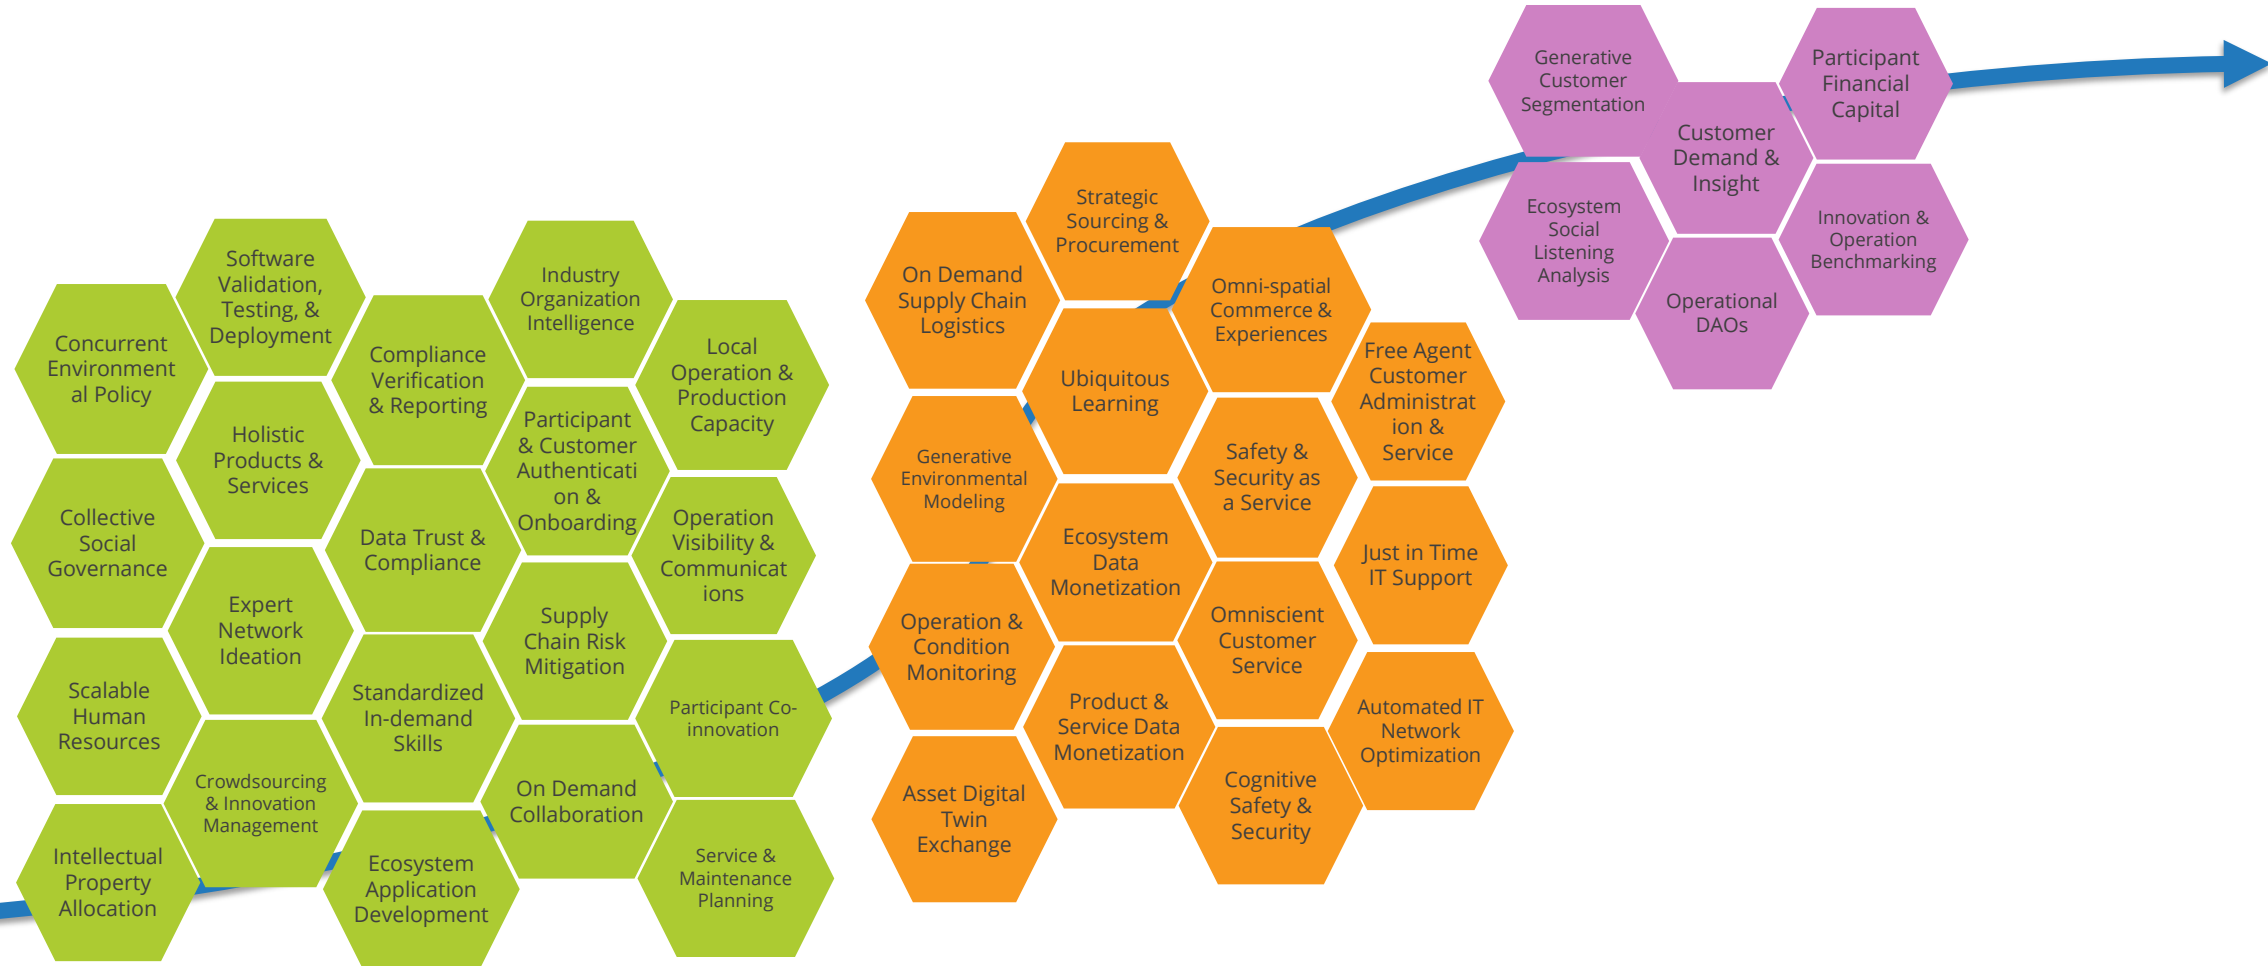 Concurrent
Environment
al Policy
Collective
Social
Governance
Scalable
Human
Resources
Intellectual
Property
Allocation
Software
Validation,
Testing, &
Deployment
Holistic
Products &
Services
Expert
Network
Ideation
Crowdsourcing
& Innovation
Management
Compliance
Verification
& Reporting
Data Trust &
Compliance
Standardized
In-demand
Skills
Ecosystem
Application
Development
Industry
Organization
Intelligence
Participant
& Customer
Authenticati
on &
Onboarding
Supply
Chain Risk
Mitigation
On Demand
Collaboration
Local
Operation &
Production
Capacity
Operation
Visibility &
Communicat
ions
Participant Co-
innovation
Service &
Maintenance
Planning
On Demand
Supply Chain
Logistics
Generative
Environmental
Modeling
Operation &
Condition
Monitoring
Asset Digital
Twin
Exchange
Strategic
Sourcing &
Procurement
Ubiquitous
Learning
Ecosystem
Data
Monetization
Product &
Service Data
Monetization
Omni-spatial
Commerce &
Experiences
Safety &
Security as
a Service
Omniscient
Customer
Service
Cognitive
Safety &
Security
Free Agent
Customer
Administrat
ion &
Service
Just in Time
IT Support
Automated IT
Network
Optimization
Generative
Customer
Segmentation
Ecosystem
Social
Listening
Analysis
Customer
Demand &
Insight
Operational
DAOs
Participant
Financial
Capital
Innovation &
Operation
Benchmarking